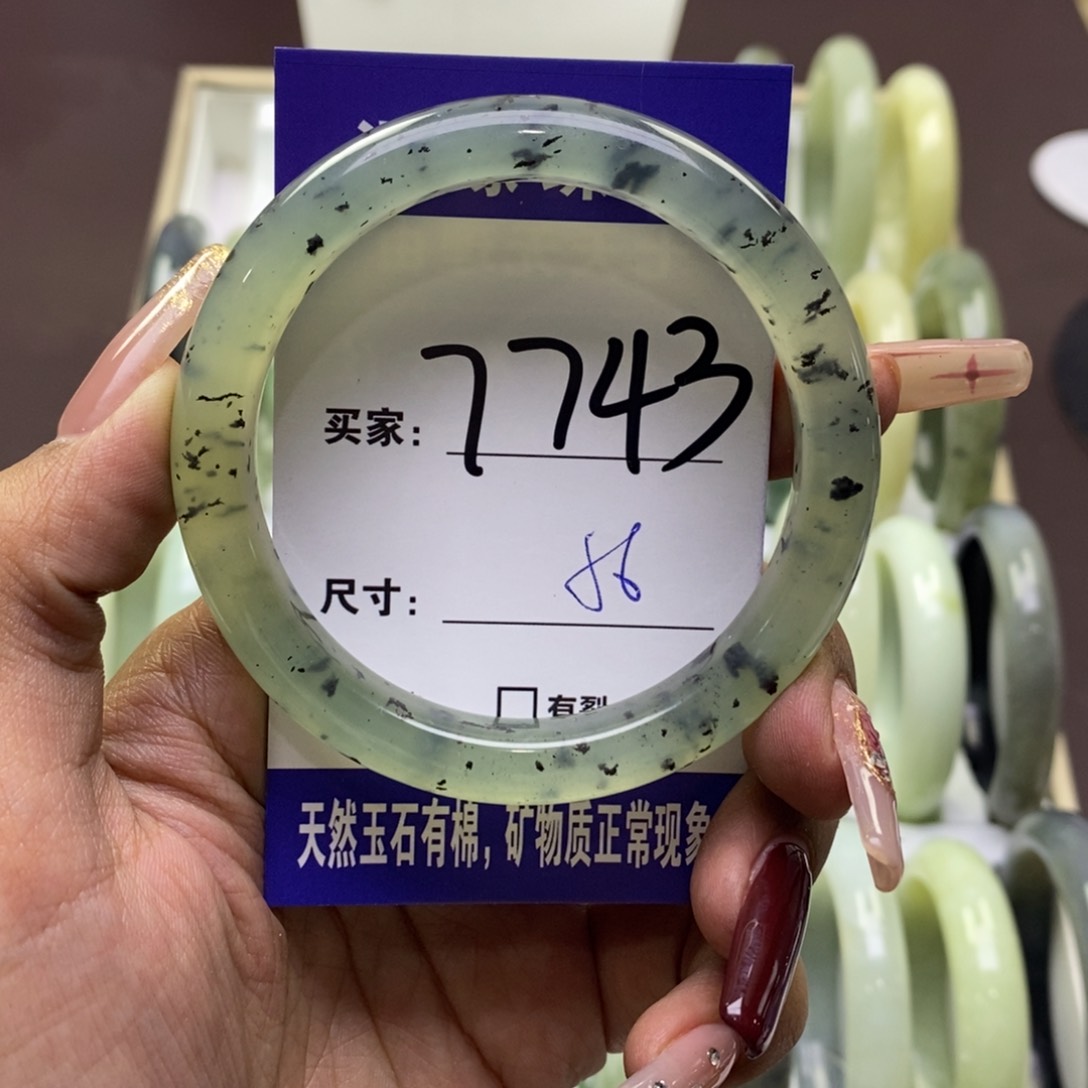 买家: 7743
尺寸: 56
□ 有裂
天然玉石有棉,矿物质正常现象